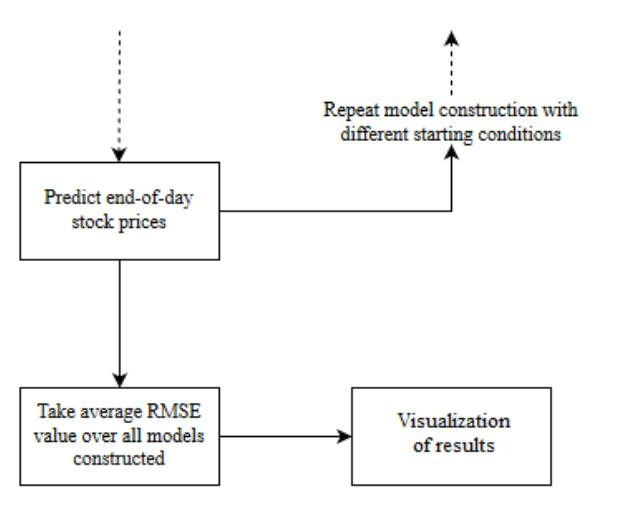 Repeat model construction with
different starting conditions
Predict end-of-day
stock prices
Take average RMSE
value over all models
constructed
Visualization
of results